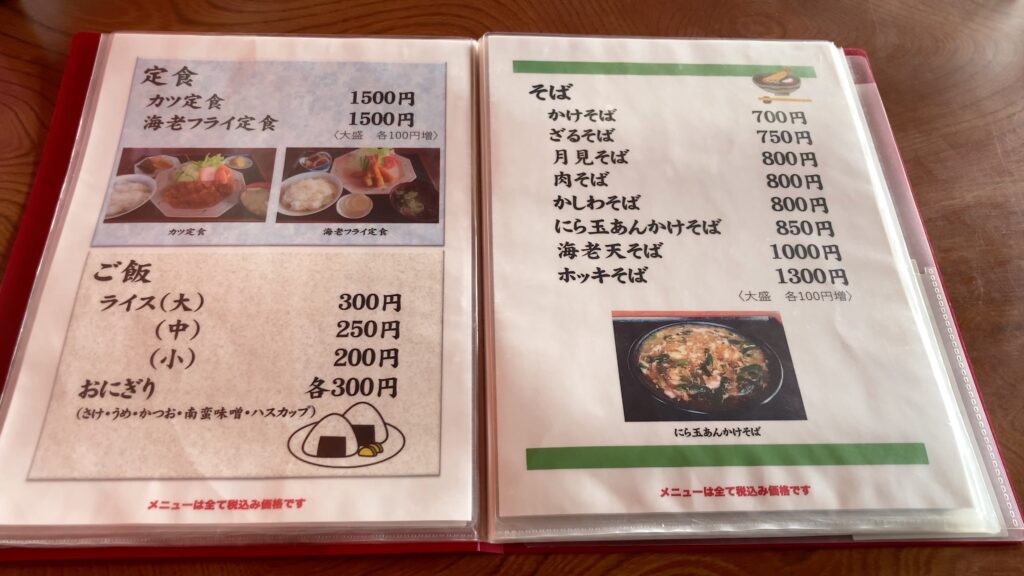 定食
カツ定食 1500円
海老フライ定食 1500円
〈大盛 各100円増〉
カツ定食 海老フライ定食
ご飯
ライス(大) 300円
(中) 250円
(小) 200円
おにぎり 各300円
(さけ・うめ・かつお・南蛮味噌・ハスカップ)
メニューは全て税込み価格です
そば
かけそば 700円
ざるそば 750円
月見そば 800円
肉そば 800円
かしわそば 800円
にら玉あんかけそば 850円
海老天そば 1000円
ホッキそば 1300円
〈大盛 各100円増〉
にら玉あんかけそば
メニューは全て税込み価格です